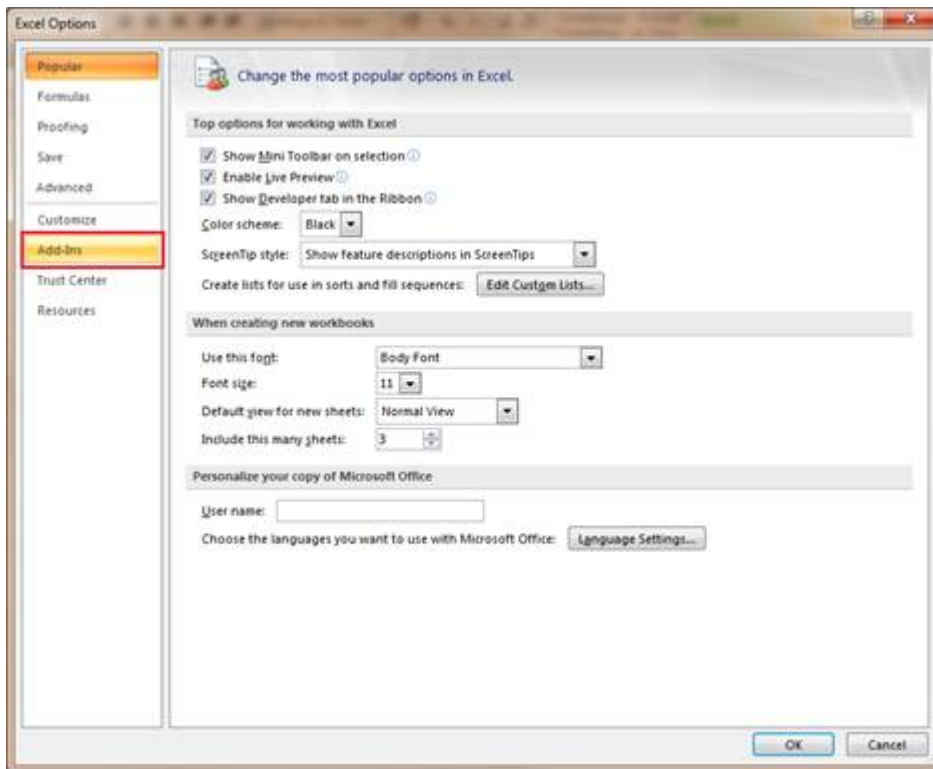 Excel Options
Popular
Formulas
Proofing
Save
Advanced
Customize
Add-Ins
Trust Center
Resources
Change the most popular options in Excel.
Top options for working with Excel
Show Mini Toolbar on selection
Enable Live Preview
Show Developer tab in the Ribbon
Color scheme: Black
ScreenTip style: Show feature descriptions in ScreenTips
Create lists for use in sorts and fill sequences: Edit Custom Lists...
When creating new workbooks
Use this font: Body Font
Font size: 11
Default view for new sheets: Normal View
Include this many sheets: 3
Personalize your copy of Microsoft Office
User name:
Choose the languages you want to use with Microsoft Office: Language Settings...
OK Cancel